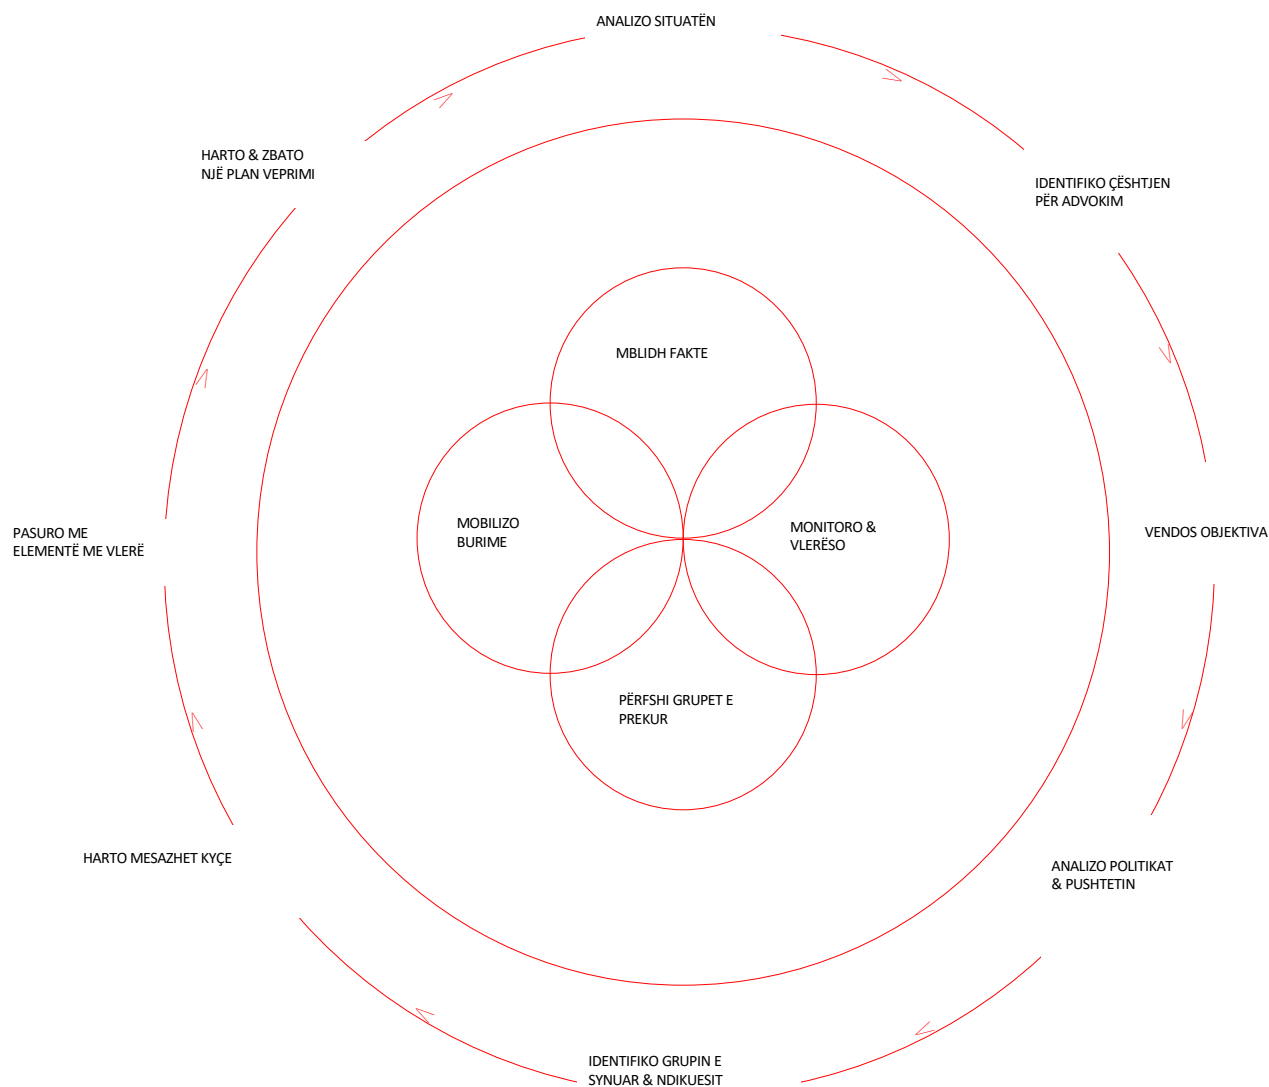 ANALIZO SITUATËN
HARTO & ZBATO
NJË PLAN VEPRIMI
IDENTIFIKO ÇËSHTJEN
PËR ADVOKIM
MBLIDH FAKTE
MOBILIZO
BURIME
MONITORO &
VLERËSO
PASURO ME
ELEMENTË ME VLERË
VENDOS OBJEKTIVA
PËRFSHI GRUPET E
PREKUR
HARTO MESAZHET KYÇE
ANALIZO POLITIKAT
& PUSHTETIN
IDENTIFIKO GRUPIN E
SYNUAR & NDIKUESIT